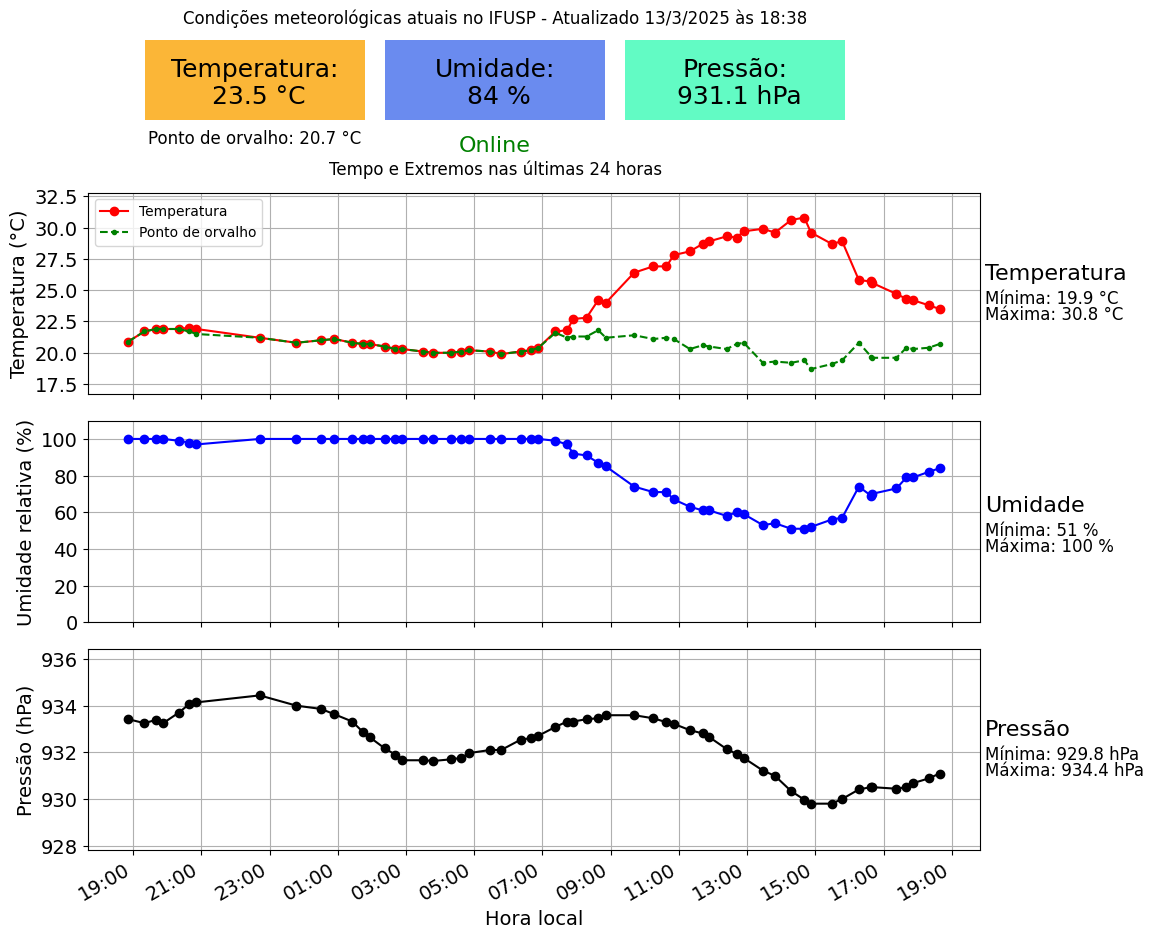 Condições meteorológicas atuais no IFUSP - Atualizado 13/3/2025 às 18:38
Temperatura:
23.5 °C
Umidade:
84 %
Pressão:
931.1 hPa
Ponto de orvalho: 20.7 °C
Online
Tempo e Extremos nas últimas 24 horas
Temperatura (°C)
32.5
30.0
27.5
25.0
22.5
20.0
17.5
Temperatura
Ponto de orvalho
Temperatura
Mínima: 19.9 °C
Máxima: 30.8 °C
Umidade relativa (%)
100
80
60
40
20
0
Umidade
Mínima: 51 %
Máxima: 100 %
Pressão (hPa)
936
934
932
930
928
Pressão
Mínima: 929.8 hPa
Máxima: 934.4 hPa
19:00 21:00 23:00 01:00 03:00 05:00 07:00 09:00 11:00 13:00 15:00 17:00 19:00
Hora local